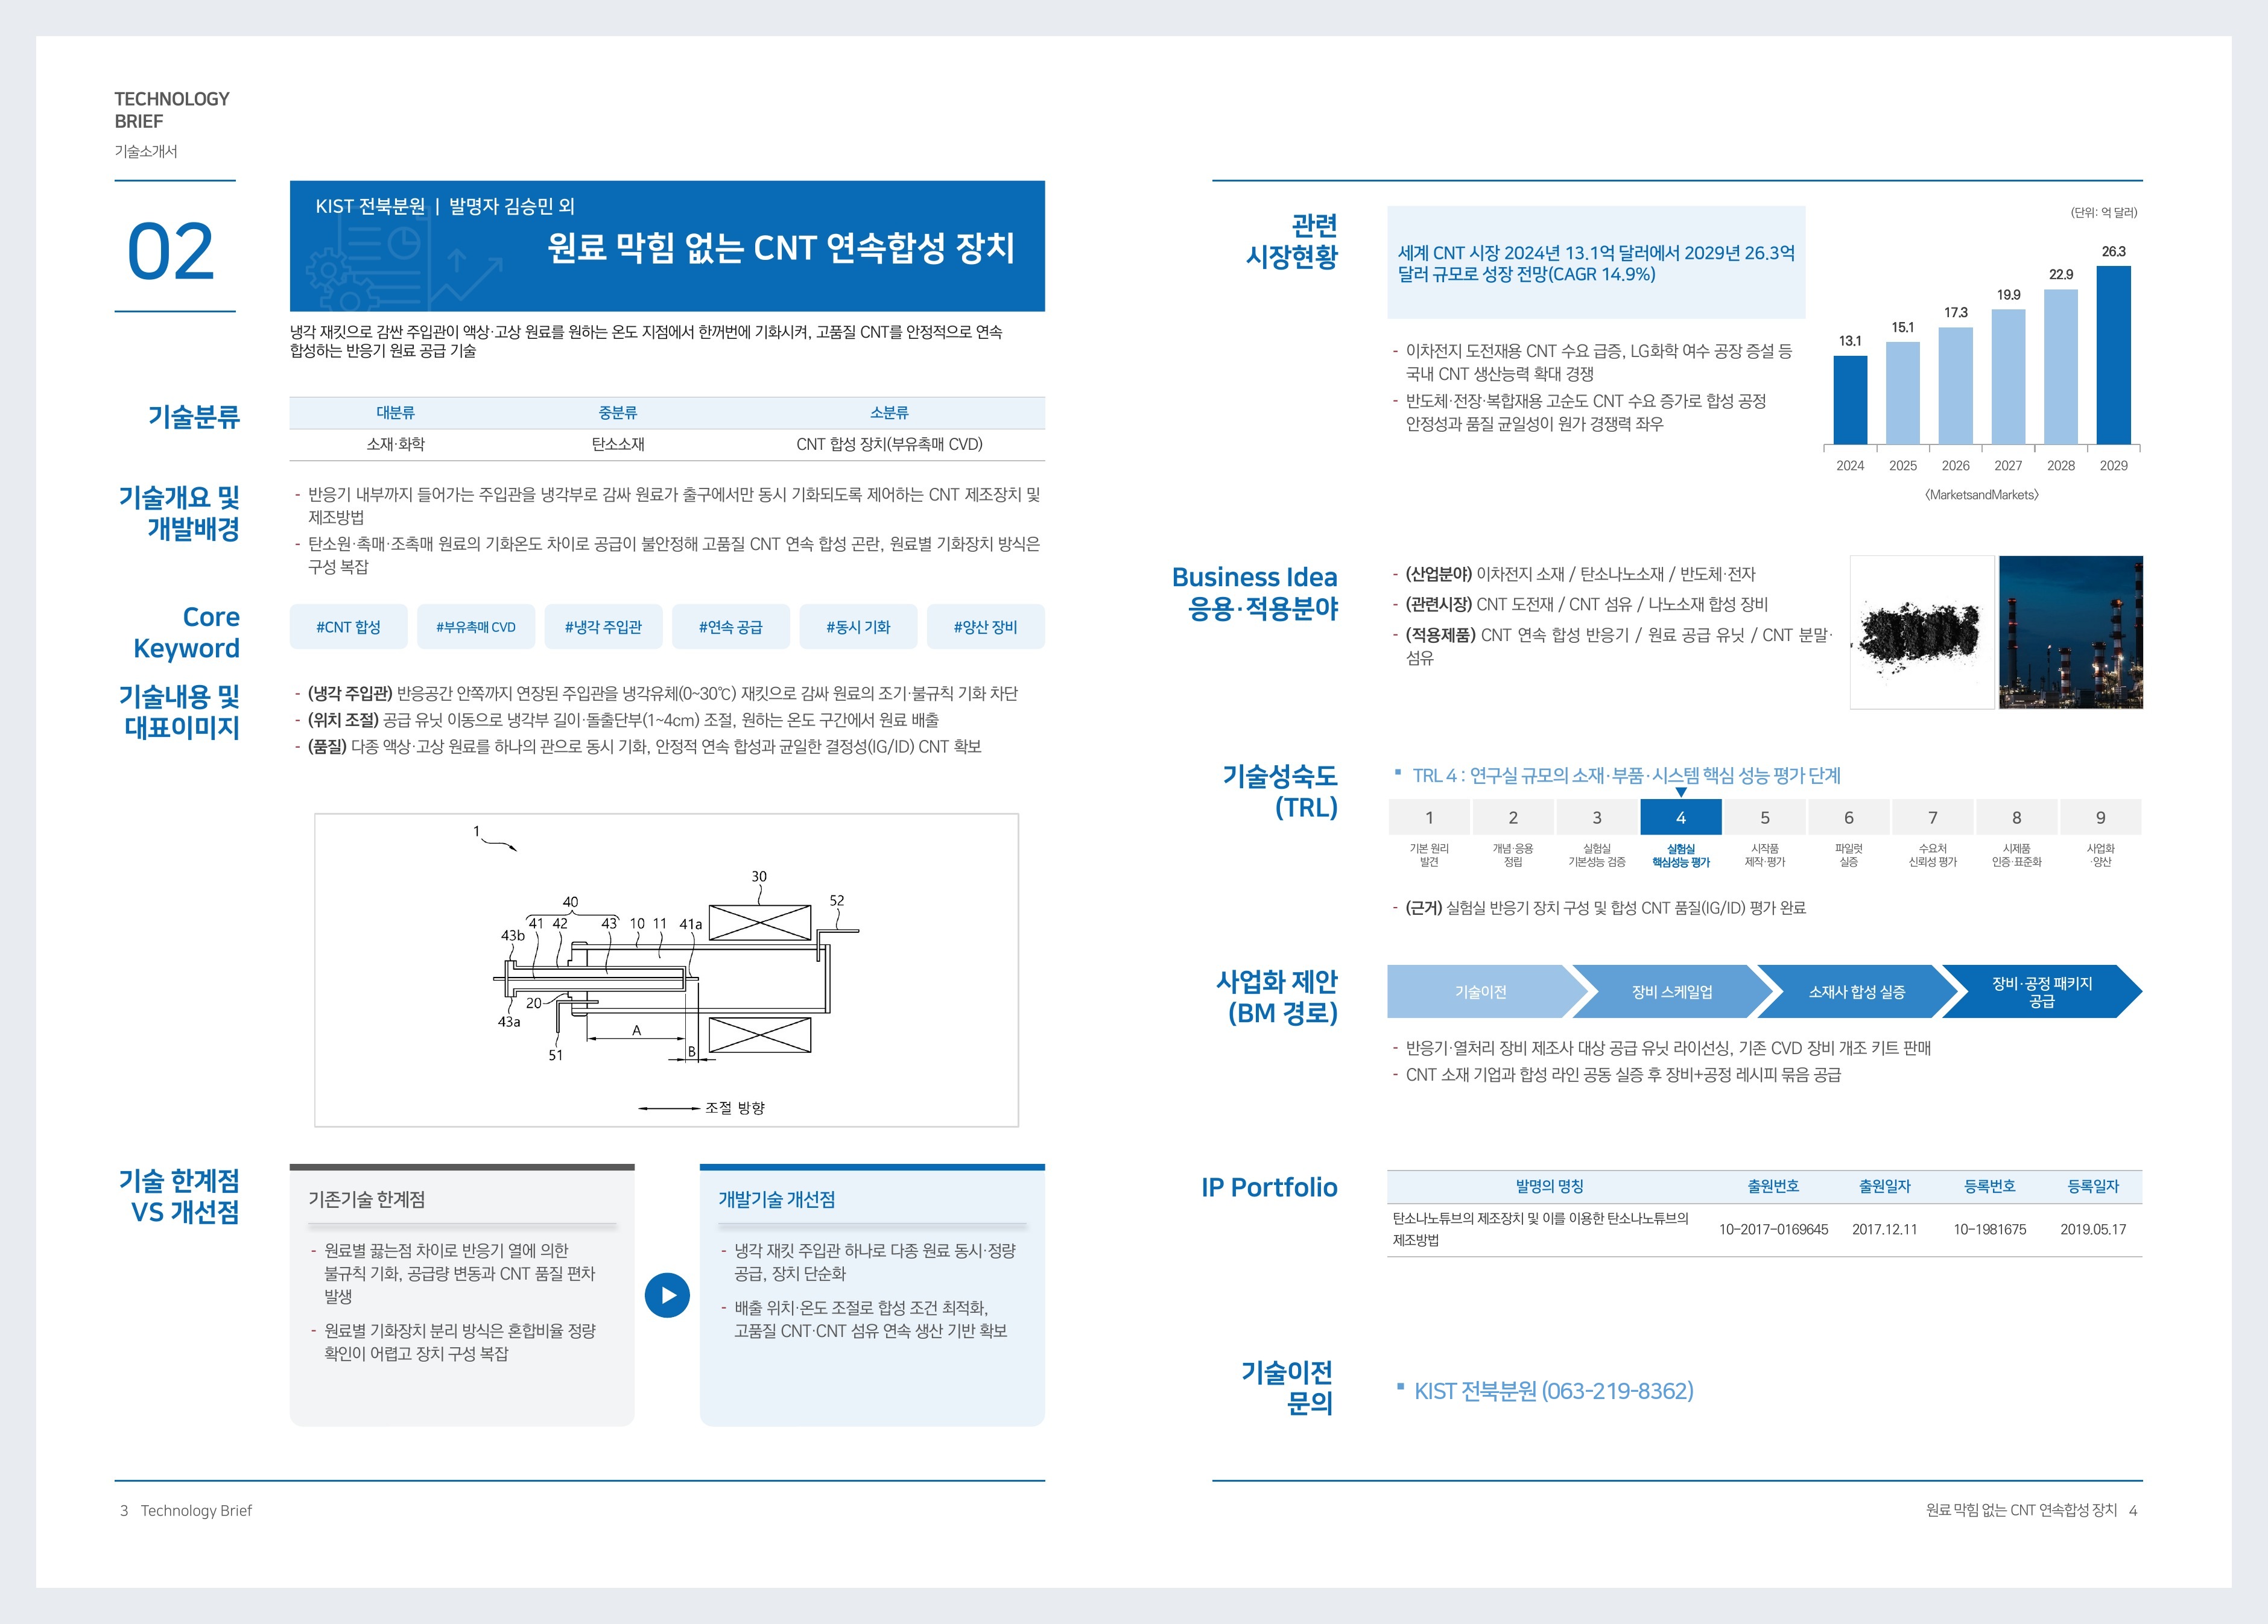 TECHNOLOGY
BRIEF
기술소개서
02
KIST 전북분원 | 발명자 김승민 외
원료 막힘 없는 CNT 연속합성 장치
냉각 재킷으로 감싼 주입관이 액상·고상 원료를 원하는 온도 지점에서 한꺼번에 기화시켜, 고품질 CNT를 안정적으로 연속
합성하는 반응기 원료 공급 기술
기술분류
대분류 중분류 소분류
소재·화학 탄소소재 CNT 합성 장치(부유촉매 CVD)
기술개요 및
개발배경
- 반응기 내부까지 들어가는 주입관을 냉각부로 감싸 원료가 출구에서만 동시 기화되도록 제어하는 CNT 제조장치 및
제조방법
- 탄소원·촉매·조촉매 원료의 기화온도 차이로 공급이 불안정해 고품질 CNT 연속 합성 곤란, 원료별 기화장치 방식은
구성 복잡
Core
Keyword
#CNT 합성 #부유촉매 CVD #냉각 주입관 #연속 공급 #동시 기화 #양산 장비
기술내용 및
대표이미지
- (냉각 주입관) 반응공간 안쪽까지 연장된 주입관을 냉각유체(0~30℃) 재킷으로 감싸 원료의 조기·불규칙 기화 차단
- (위치 조절) 공급 유닛 이동으로 냉각부 길이·돌출단부(1~4cm) 조절, 원하는 온도 구간에서 원료 배출
- (품질) 다종 액상·고상 원료를 하나의 관으로 동시 기화, 안정적 연속 합성과 균일한 결정성(IG/ID) CNT 확보
1
30
40 52
41 42 43 10 11 41a
43b
20
43a
A
51 B
조절 방향
기술 한계점
VS 개선점
기존기술 한계점
- 원료별 끓는점 차이로 반응기 열에 의한
불규칙 기화, 공급량 변동과 CNT 품질 편차
발생
- 원료별 기화장치 분리 방식은 혼합비율 정량
확인이 어렵고 장치 구성 복잡
개발기술 개선점
- 냉각 재킷 주입관 하나로 다종 원료 동시·정량
공급, 장치 단순화
- 배출 위치·온도 조절로 합성 조건 최적화,
고품질 CNT·CNT 섬유 연속 생산 기반 확보
3 Technology Brief
관련
시장현황
세계 CNT 시장 2024년 13.1억 달러에서 2029년 26.3억
달러 규모로 성장 전망(CAGR 14.9%)
- 이차전지 도전재용 CNT 수요 급증, LG화학 여수 공장 증설 등
국내 CNT 생산능력 확대 경쟁
- 반도체·전장·복합재용 고순도 CNT 수요 증가로 합성 공정
안정성과 품질 균일성이 원가 경쟁력 좌우
(단위: 억 달러)
13.1 15.1 17.3 19.9 22.9 26.3
2024 2025 2026 2027 2028 2029
〈MarketsandMarkets〉
Business Idea
응용·적용분야
- (산업분야) 이차전지 소재 / 탄소나노소재 / 반도체·전자
- (관련시장) CNT 도전재 / CNT 섬유 / 나노소재 합성 장비
- (적용제품) CNT 연속 합성 반응기 / 원료 공급 유닛 / CNT 분말·
섬유
기술성숙도
(TRL)
▪ TRL 4 : 연구실 규모의 소재·부품·시스템 핵심 성능 평가 단계
1 2 3 4 5 6 7 8 9
기본 원리 개념·응용 실험실 실험실 시작품 파일럿 수요처 시제품 사업화
발견 정립 기본성능 검증 핵심성능 평가 제작·평가 실증 신뢰성 평가 인증·표준화 ·양산
- (근거) 실험실 반응기 장치 구성 및 합성 CNT 품질(IG/ID) 평가 완료
사업화 제안
(BM 경로)
기술이전 장비 스케일업 소재사 합성 실증 장비·공정 패키지
공급
- 반응기·열처리 장비 제조사 대상 공급 유닛 라이선싱, 기존 CVD 장비 개조 키트 판매
- CNT 소재 기업과 합성 라인 공동 실증 후 장비+공정 레시피 묶음 공급
IP Portfolio
발명의 명칭 출원번호 출원일자 등록번호 등록일자
탄소나노튜브의 제조장치 및 이를 이용한 탄소나노튜브의
제조방법 10-2017-0169645 2017.12.11 10-1981675 2019.05.17
기술이전
문의
▪ KIST 전북분원 (063-219-8362)
원료 막힘 없는 CNT 연속합성 장치 4